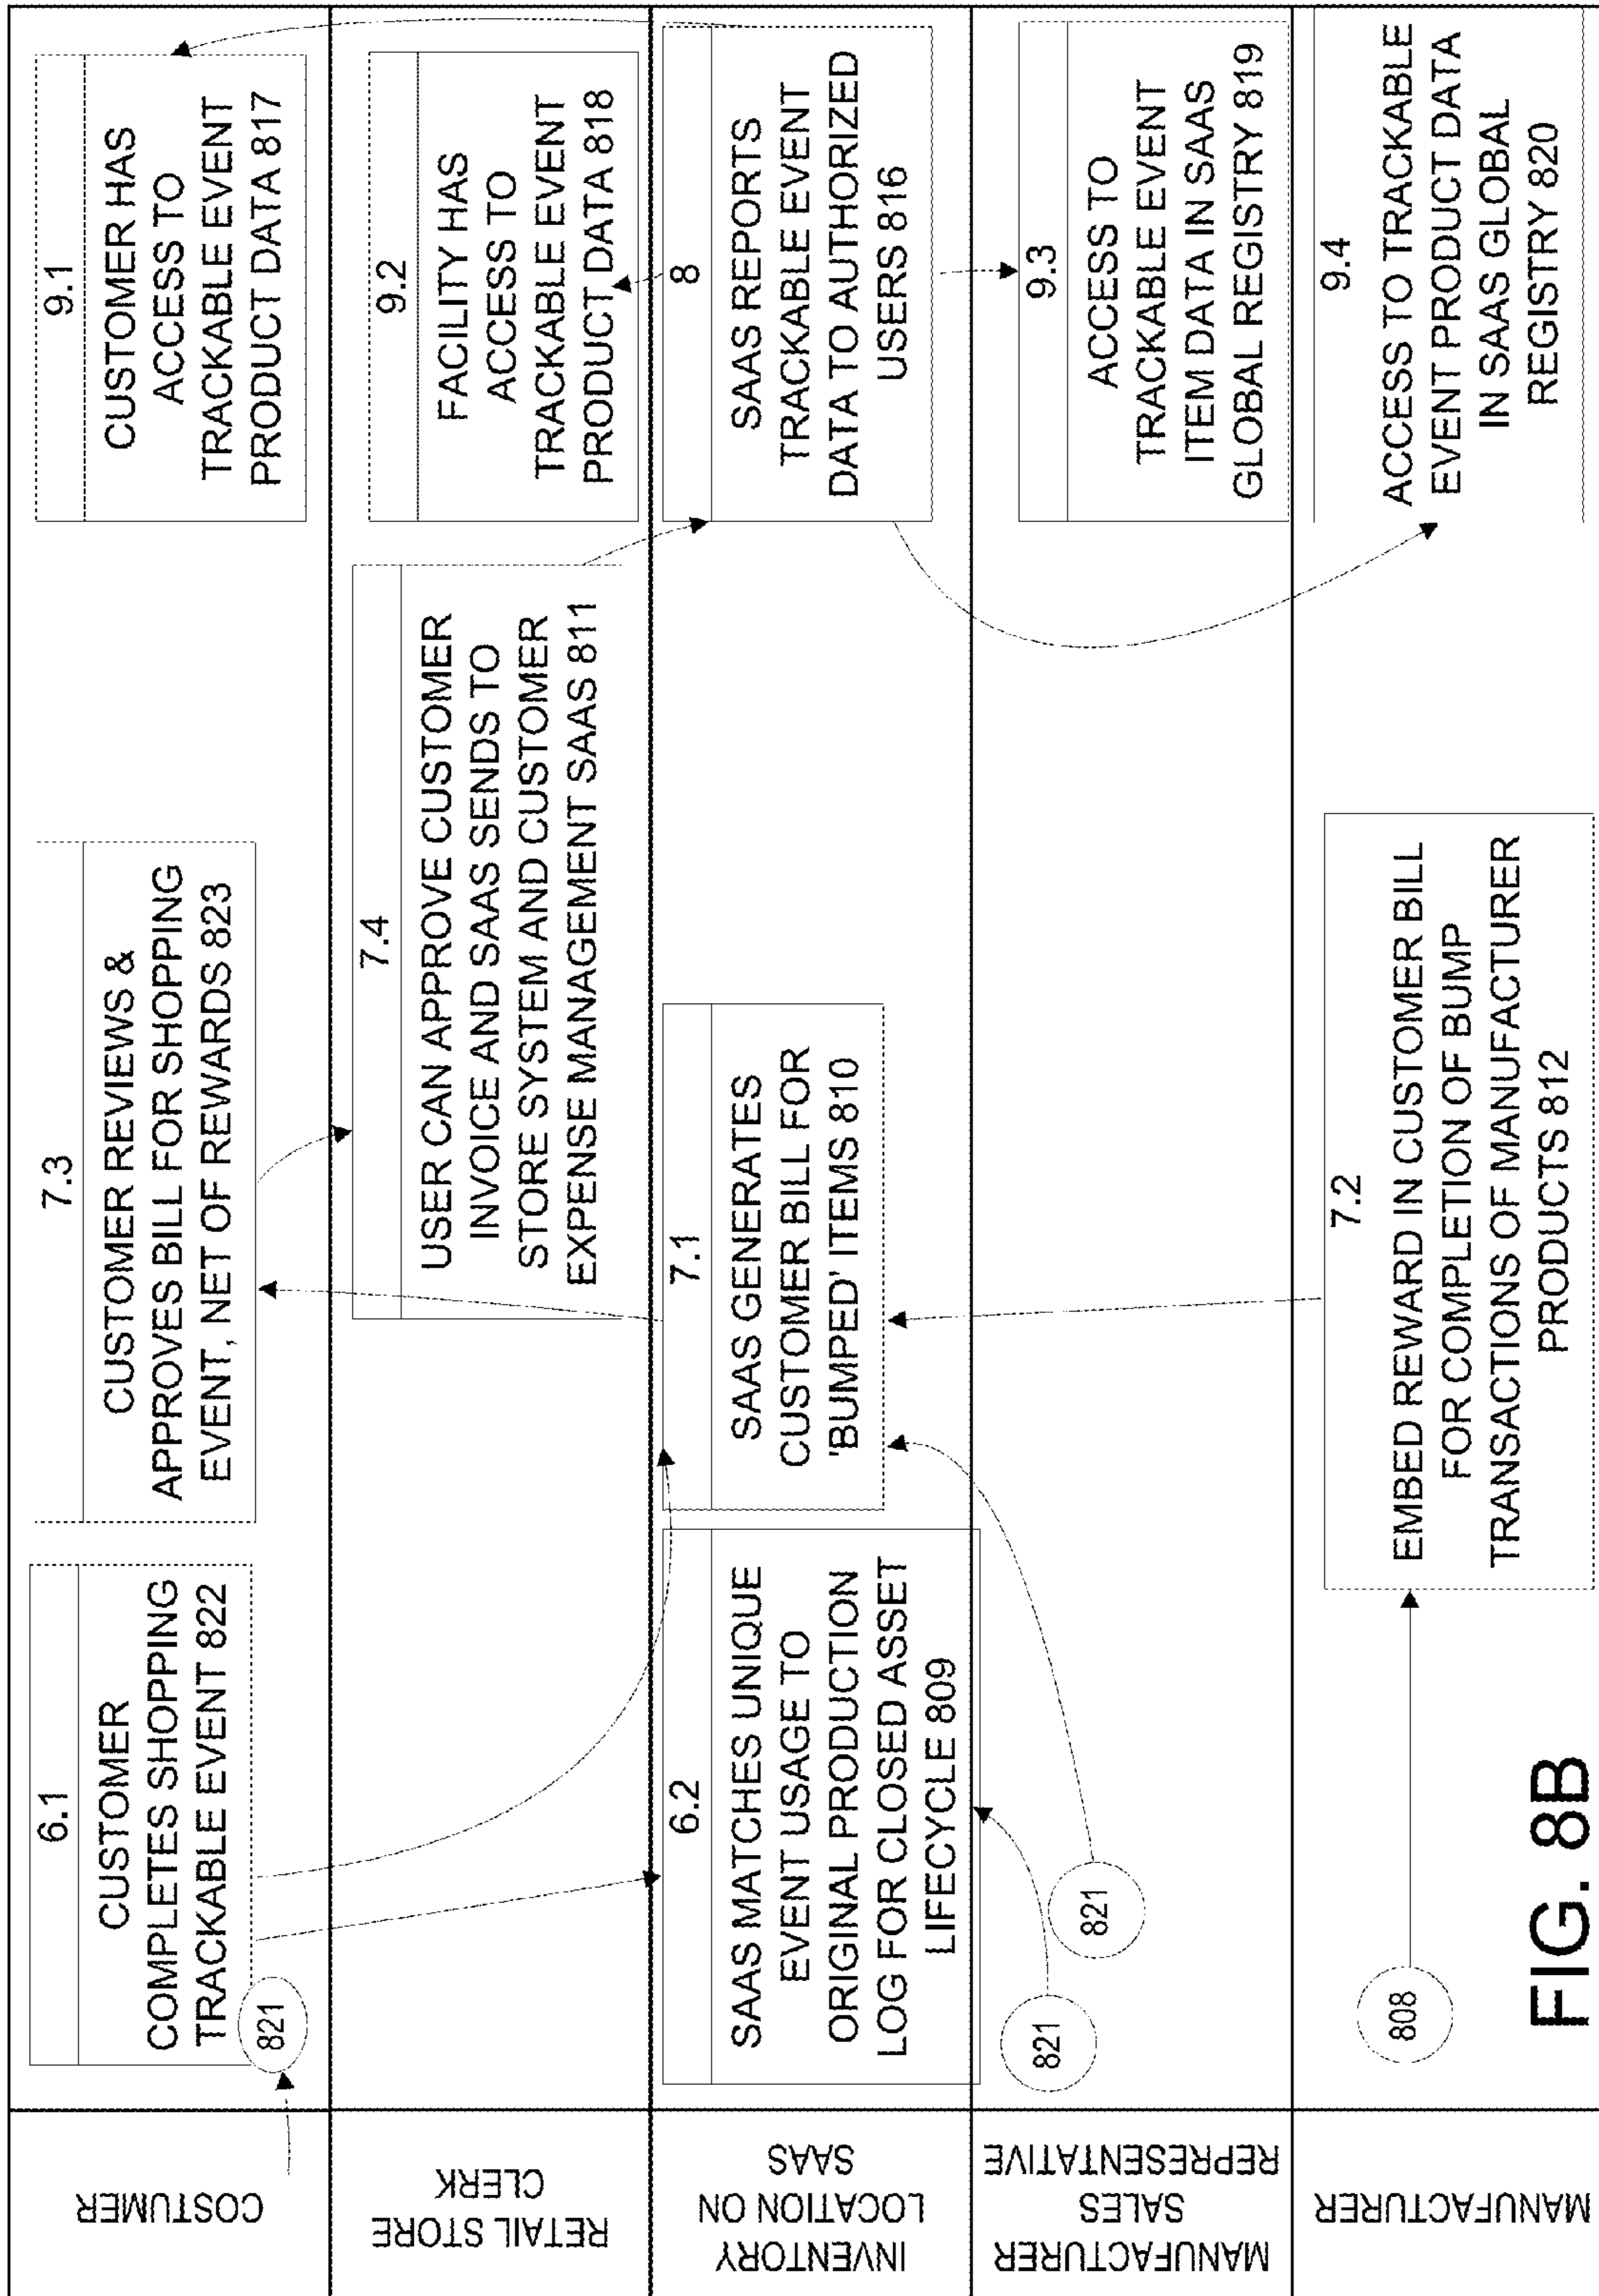 COSTUMER
6.1
CUSTOMER
COMPLETES SHOPPING
TRACKABLE EVENT 822
821
7.3
CUSTOMER REVIEWS &
APPROVES BILL FOR SHOPPING
EVENT, NET OF REWARDS 823
9.1
CUSTOMER HAS
ACCESS TO
TRACKABLE EVENT
PRODUCT DATA 817
RETAIL STORE
CLERK
7.4
USER CAN APPROVE CUSTOMER
INVOICE AND SAAS SENDS TO
STORE SYSTEM AND CUSTOMER
EXPENSE MANAGEMENT SAAS 811
9.2
FACILITY HAS
ACCESS TO
TRACKABLE EVENT
PRODUCT DATA 818
INVENTORY
LOCATION ON
SAAS
6.2
SAAS MATCHES UNIQUE
EVENT USAGE TO
ORIGINAL PRODUCTION
LOG FOR CLOSED ASSET
LIFECYCLE 809
7.1
SAAS GENERATES
CUSTOMER BILL FOR
'BUMPED' ITEMS 810
8
SAAS REPORTS
TRACKABLE EVENT
DATA TO AUTHORIZED
USERS 816
MANUFACTURER
SALES
REPRESENTATIVE
821
821
9.3
ACCESS TO
TRACKABLE EVENT
ITEM DATA IN SAAS
GLOBAL REGISTRY 819
MANUFACTURER
808
7.2
EMBED REWARD IN CUSTOMER BILL
FOR COMPLETION OF BUMP
TRANSACTIONS OF MANUFACTURER
PRODUCTS 812
9.4
ACCESS TO TRACKABLE
EVENT PRODUCT DATA
IN SAAS GLOBAL
REGISTRY 820
FIG. 8B